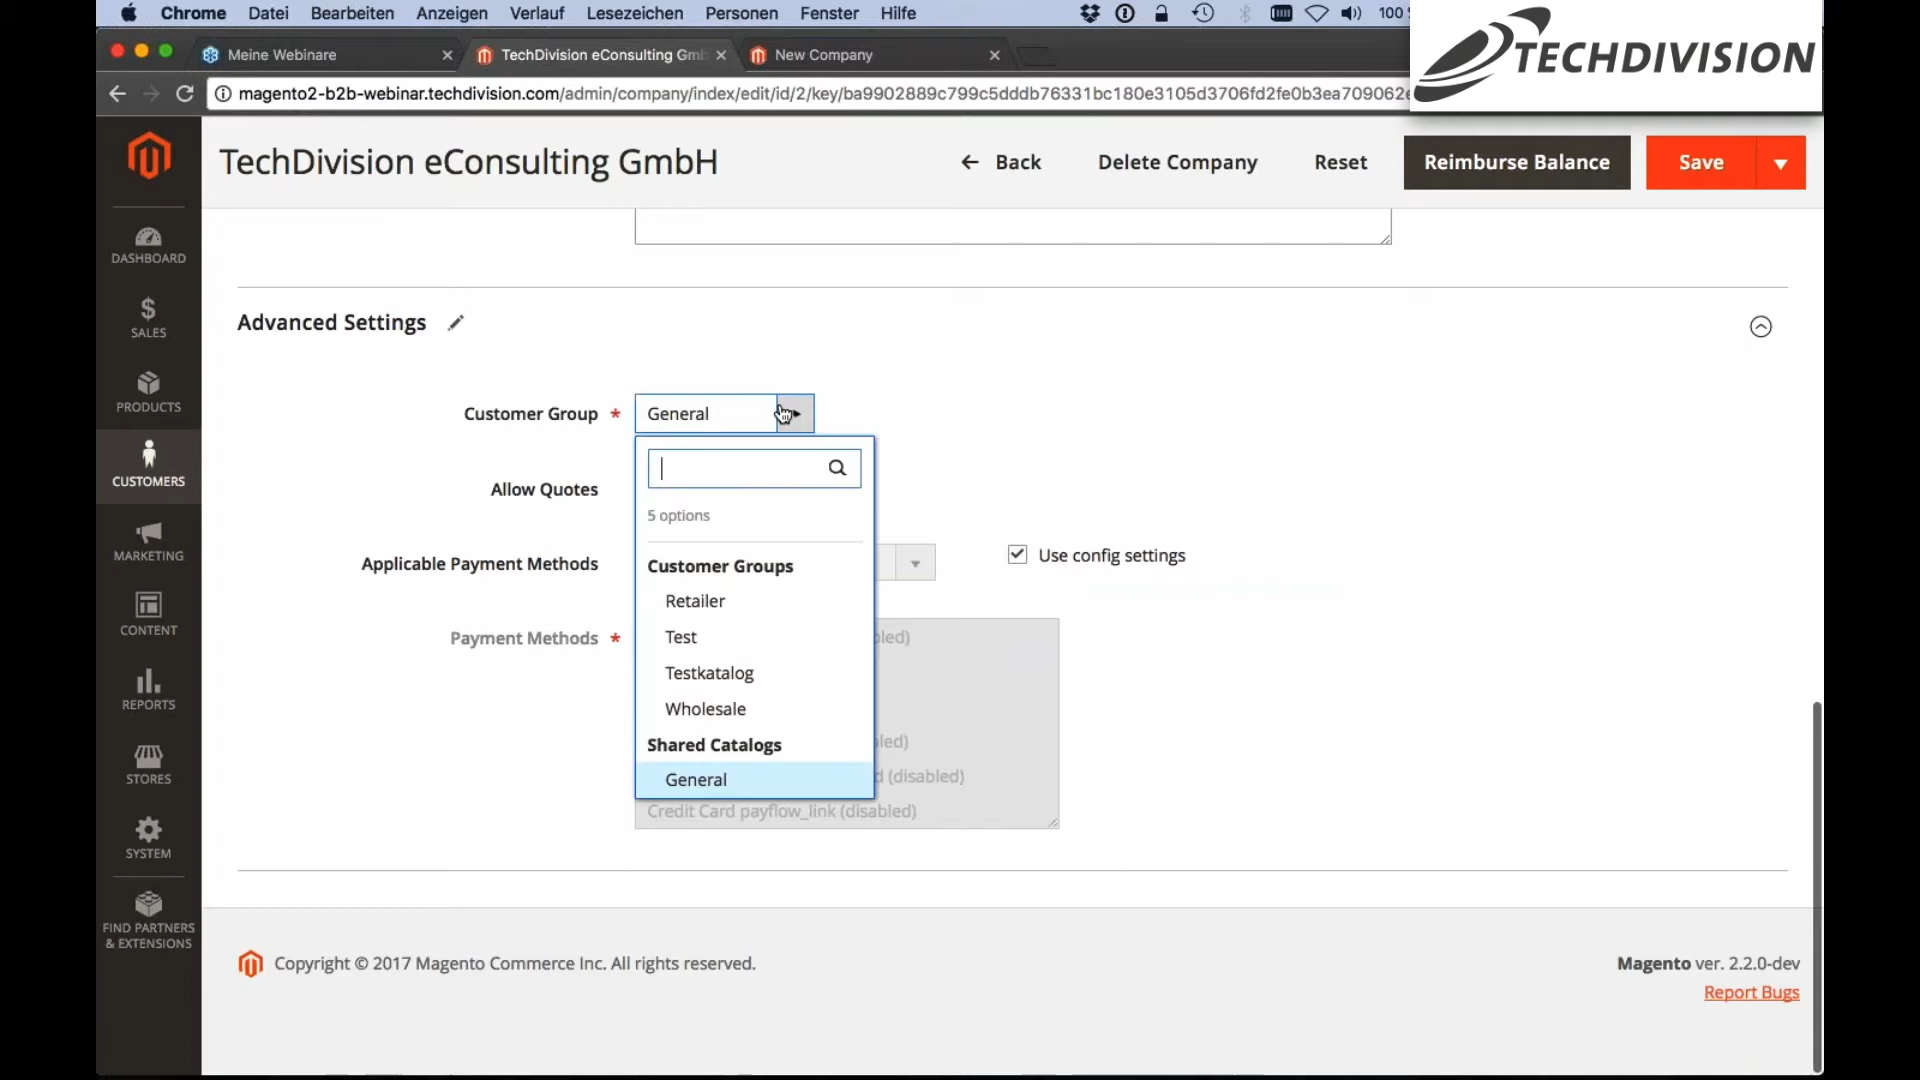 Chrome Datei Bearbeiten Anzeigen Verlauf Lesezeichen Personen Fenster Hilfe 100
TECHDIVISION
Meine Webinare
TechDivision eConsulting Gmb
New Company
magento2-b2b-webinar.techdivision.com/admin/company/index/edit/id/2/key/ba9902889c799c5dddb76331bc180e3105d3706fd2fe0b3ea709062e
TechDivision eConsulting GmbH
Back
Delete Company
Reset
Reimburse Balance
Save
DASHBOARD
SALES
PRODUCTS
CUSTOMERS
MARKETING
CONTENT
REPORTS
STORES
SYSTEM
FIND PARTNERS
& EXTENSIONS
Advanced Settings
Customer Group *
General
5 options
Customer Groups
Retailer
Test
Testkatalog
Wholesale
Shared Catalogs
General
Allow Quotes
Applicable Payment Methods
Use config settings
Payment Methods *
bled)
bled)
d (disabled)
Credit Card payflow_link (disabled)
Copyright © 2017 Magento Commerce Inc. All rights reserved.
Magento ver. 2.2.0-dev
Report Bugs